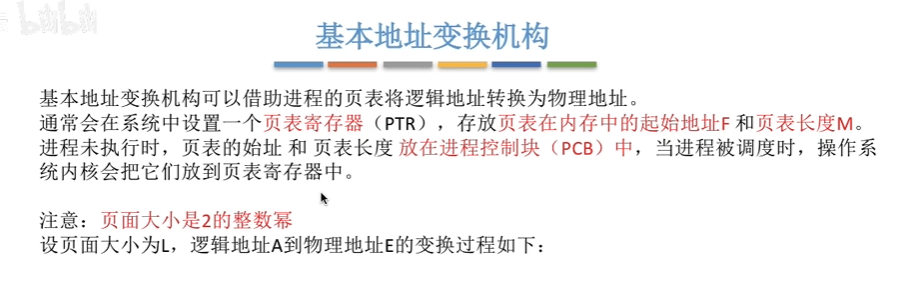 bilibili
基本地址变换机构
基本地址变换机构可以借助进程的页表将逻辑地址转换为物理地址。
通常会在系统中设置一个页表寄存器（PTR），存放页表在内存中的起始地址F 和页表长度M。
进程未执行时，页表的始址 和 页表长度 放在进程控制块（PCB）中，当进程被调度时，操作系
统内核会把它们放到页表寄存器中。
注意：页面大小是2的整数幂
设页面大小为L，逻辑地址A到物理地址E的变换过程如下：